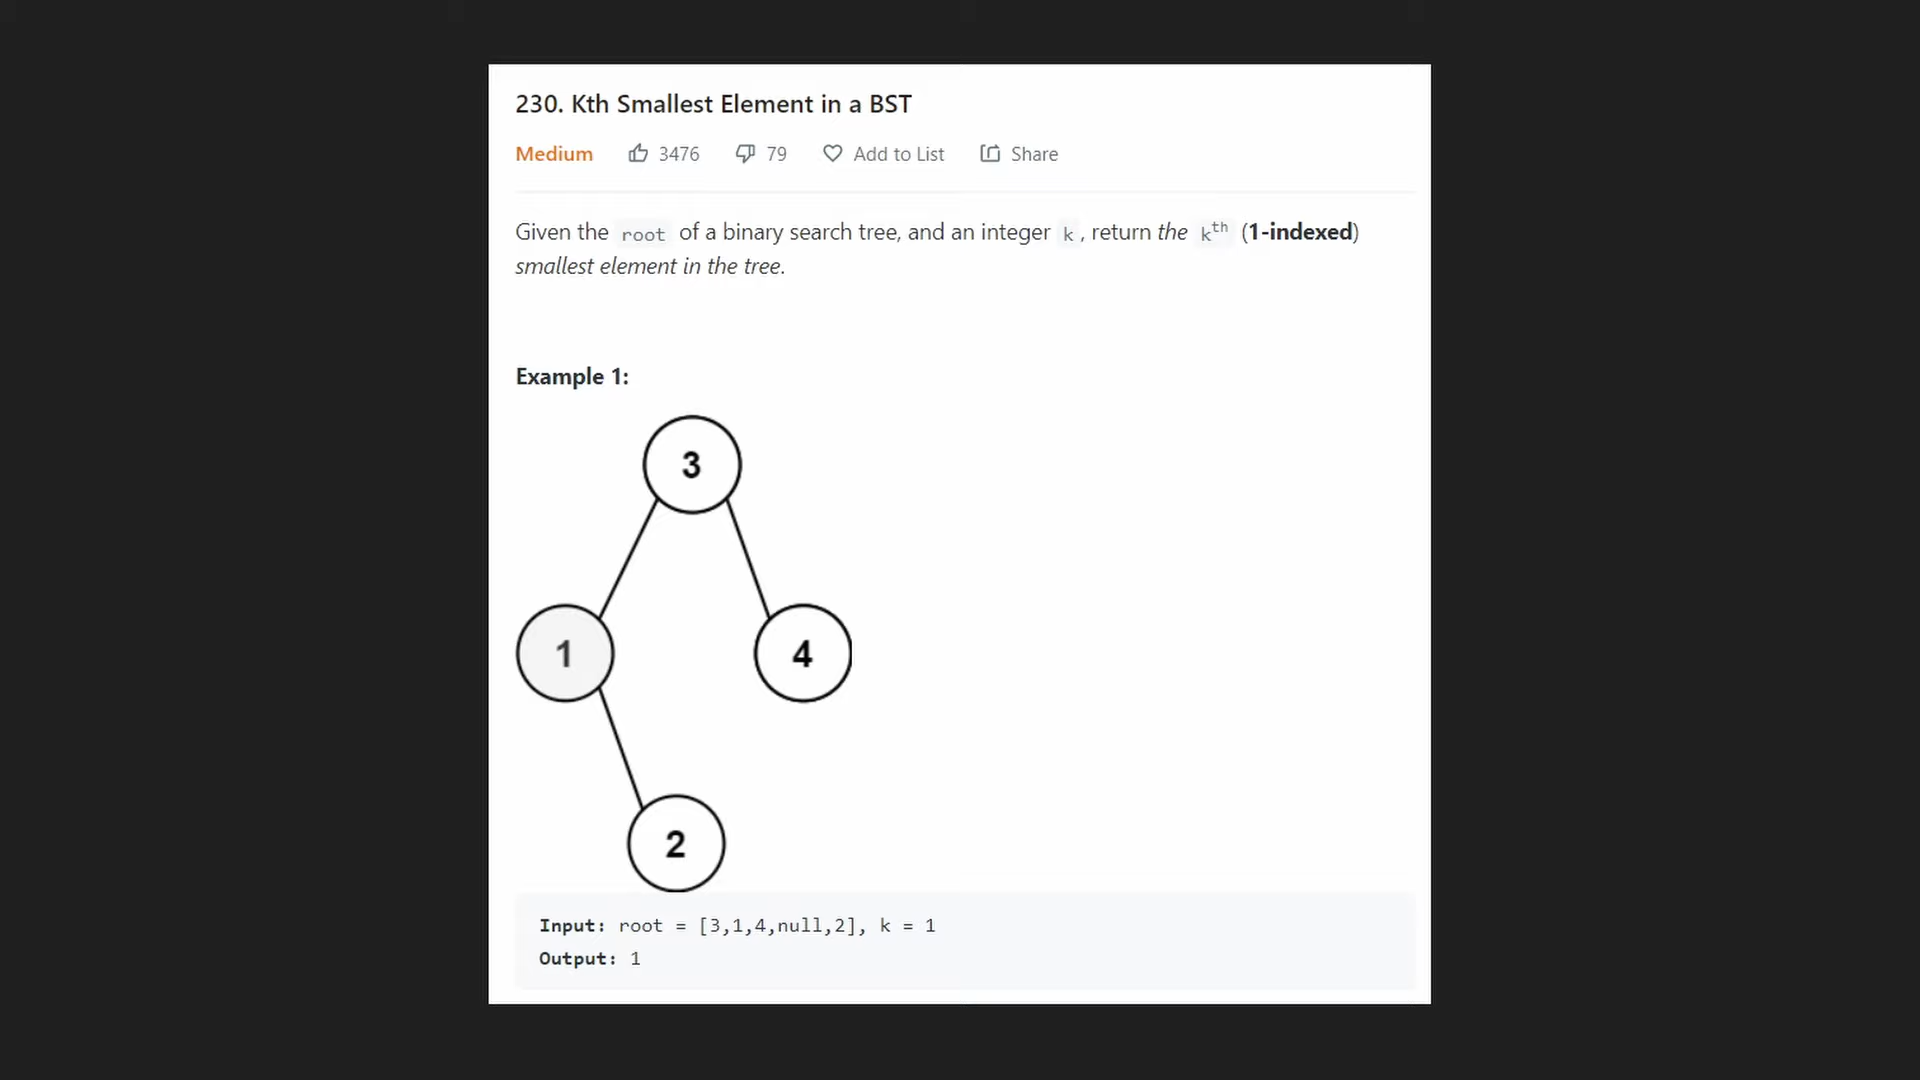 230. Kth Smallest Element in a BST
Medium 3476 79 Add to List Share
Given the root of a binary search tree, and an integer k, return the kth (1-indexed)
smallest element in the tree.
Example 1:
3
1 4
2
Input: root = [3,1,4,null,2], k = 1
Output: 1